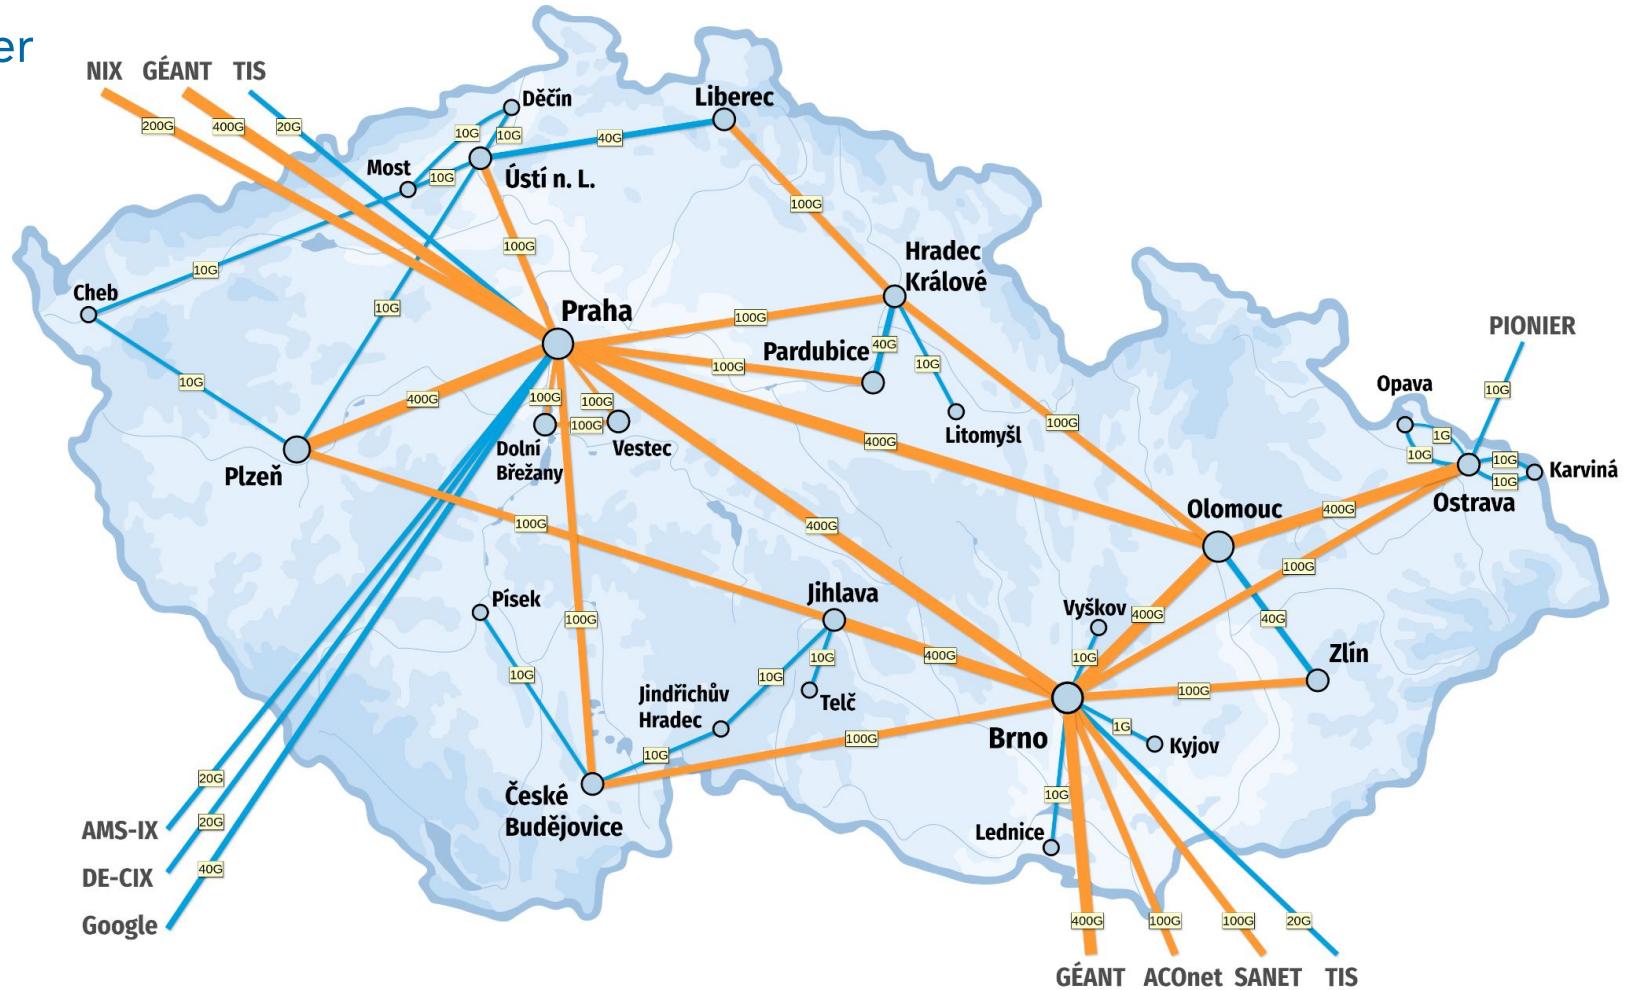 er
NIX GÉANT TIS
200G 400G 20G
Děčín
Liberec
10G 10G 40G
Most
10G
Ústí n. L.
100G
100G
Hradec
Králové
10G
Cheb
10G
Praha
100G
40G
Pardubice
10G
100G
PIONIER
10G
Opava
10G
400G
100G 100G
100G
Dolní
Břežany
Vestec
Litomyšl
100G
400G
1G
10G
10G
10G
Karviná
Ostrava
Plzeň
100G
400G
Olomouc
400G
100G
Jihlava
Písek
100G
Vyškov
400G
40G
10G
400G
10G
Zlín
10G
10G
Jindřichův
Hradec
Telč
100G
10G
100G
Brno
1G
Kyjov
České
Budějovice
10G
Lednice
20G
AMS-IX
20G
DE-CIX
40G
Google
400G 100G 100G 20G
GÉANT ACOnet SANET TIS